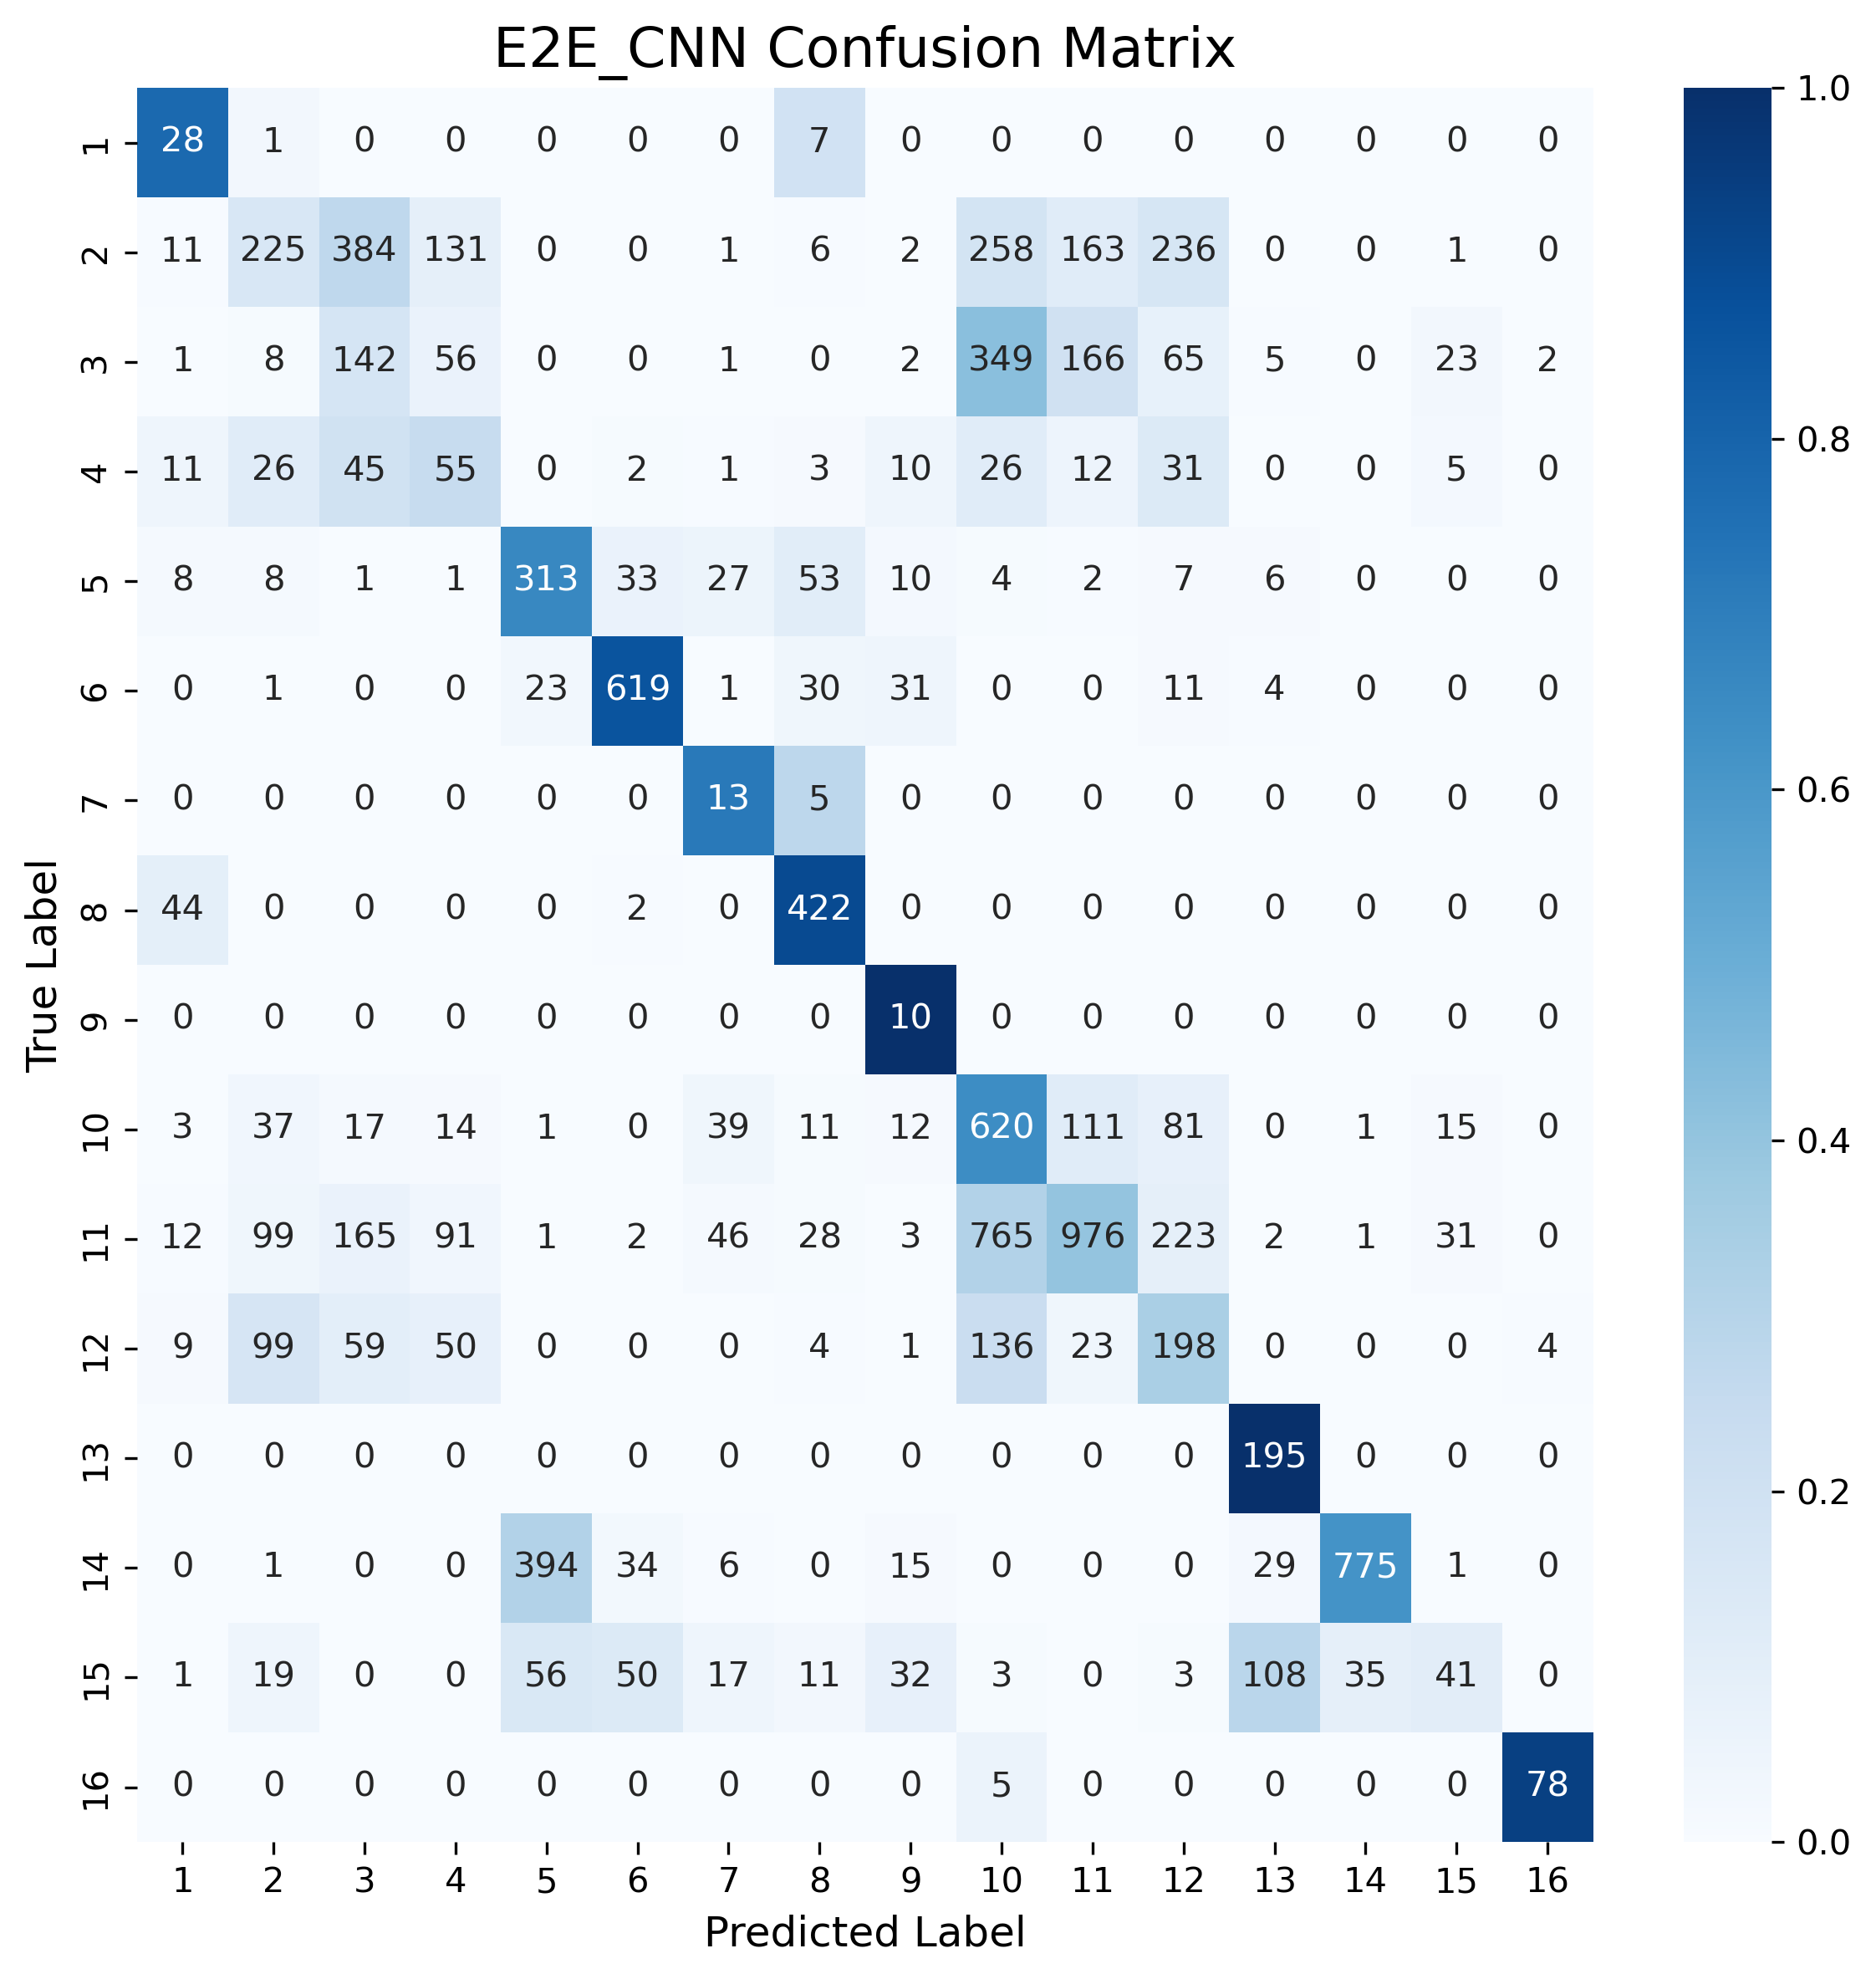 E2E_CNN Confusion Matrix
1 28 1 0 0 0 0 0 7 0 0 0 0 0 0 0 0
2 11 225 384 131 0 0 1 6 2 258 163 236 0 0 1 0
3 1 8 142 56 0 0 1 0 2 349 166 65 5 0 23 2
4 11 26 45 55 0 2 1 3 10 26 12 31 0 0 5 0
5 8 8 1 1 313 33 27 53 10 4 2 7 6 0 0 0
6 0 1 0 0 23 619 1 30 31 0 0 11 4 0 0 0
7 0 0 0 0 0 0 13 5 0 0 0 0 0 0 0 0
8 44 0 0 0 0 2 0 422 0 0 0 0 0 0 0 0
9 0 0 0 0 0 0 0 0 10 0 0 0 0 0 0 0
10 3 37 17 14 1 0 39 11 12 620 111 81 0 1 15 0
11 12 99 165 91 1 2 46 28 3 765 976 223 2 1 31 0
12 9 99 59 50 0 0 0 4 1 136 23 198 0 0 0 4
13 0 0 0 0 0 0 0 0 0 0 0 0 195 0 0 0
14 0 1 0 0 394 34 6 0 15 0 0 0 29 775 1 0
15 1 19 0 0 56 50 17 11 32 3 0 3 108 35 41 0
16 0 0 0 0 0 0 0 0 0 5 0 0 0 0 0 78
1 2 3 4 5 6 7 8 9 10 11 12 13 14 15 16
Predicted Label
True Label
1.0
0.8
0.6
0.4
0.2
0.0